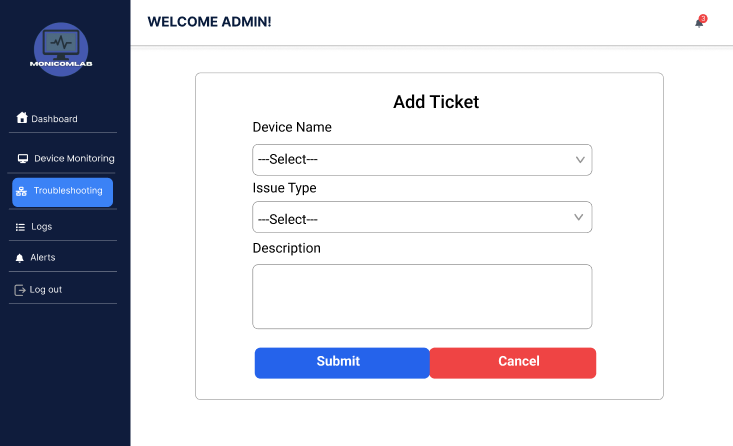 WELCOME ADMIN!
3
MONICOMLAB
Dashboard
Device Monitoring
Troubleshooting
Logs
Alerts
Log out
Add Ticket
Device Name
---Select---
Issue Type
---Select---
Description
Submit
Cancel